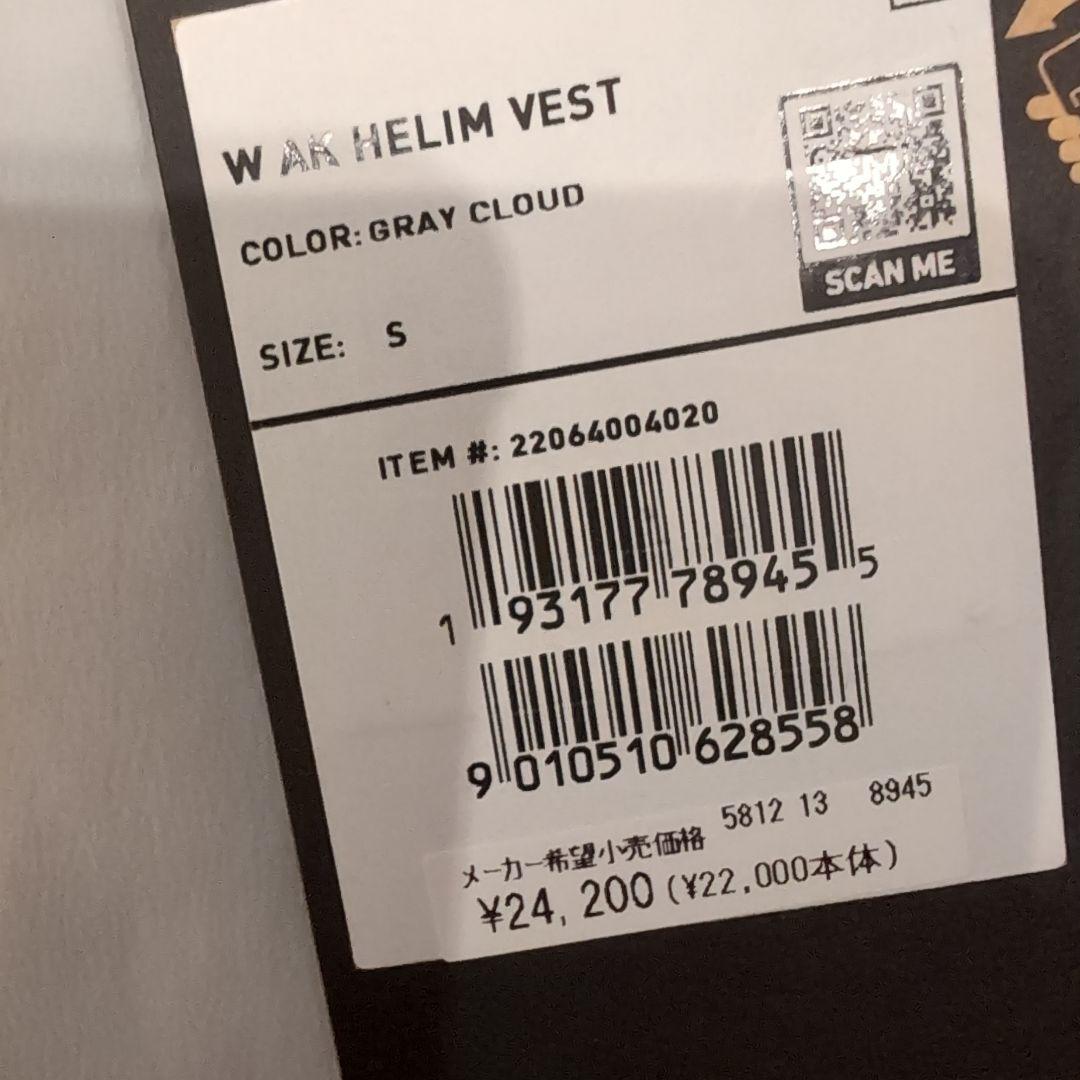 W AK HELIM VEST
COLOR: GRAY CLOUD
SIZE: S
SCAN ME
ITEM #: 22064004020
1 93177 78945 5
9 010510 628558
5812 13 8945
メーカー希望小売価格
¥24, 200 (¥22,000本体)